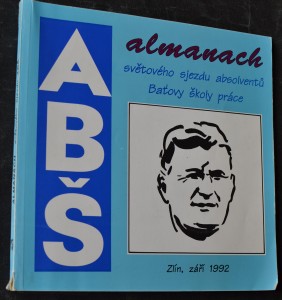 ABŠ
almanach
světového sjezdu absolventů
Baťovy školy práce
Zlín, září 1992